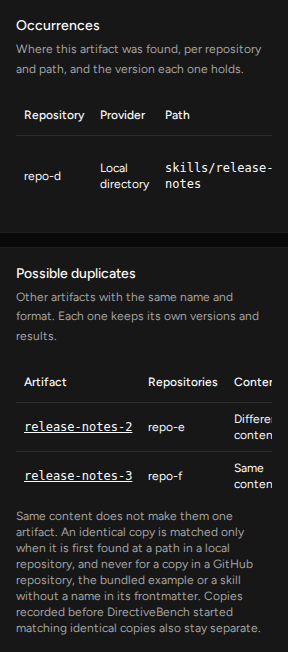 Occurrences
Where this artifact was found, per repository
and path, and the version each one holds.
Repository Provider Path
repo-d Local directory skills/release-notes
Possible duplicates
Other artifacts with the same name and
format. Each one keeps its own versions and
results.
Artifact Repositories
release-notes-2 repo-e
release-notes-3 repo-f Same
Same content does not make them one
artifact. An identical copy is matched only
when it is first found at a path in a local
repository, and never for a copy in a GitHub
repository, the bundled example or a skill
without a name in its frontmatter. Copies
recorded before DirectiveBench started
matching identical copies also stay separate.